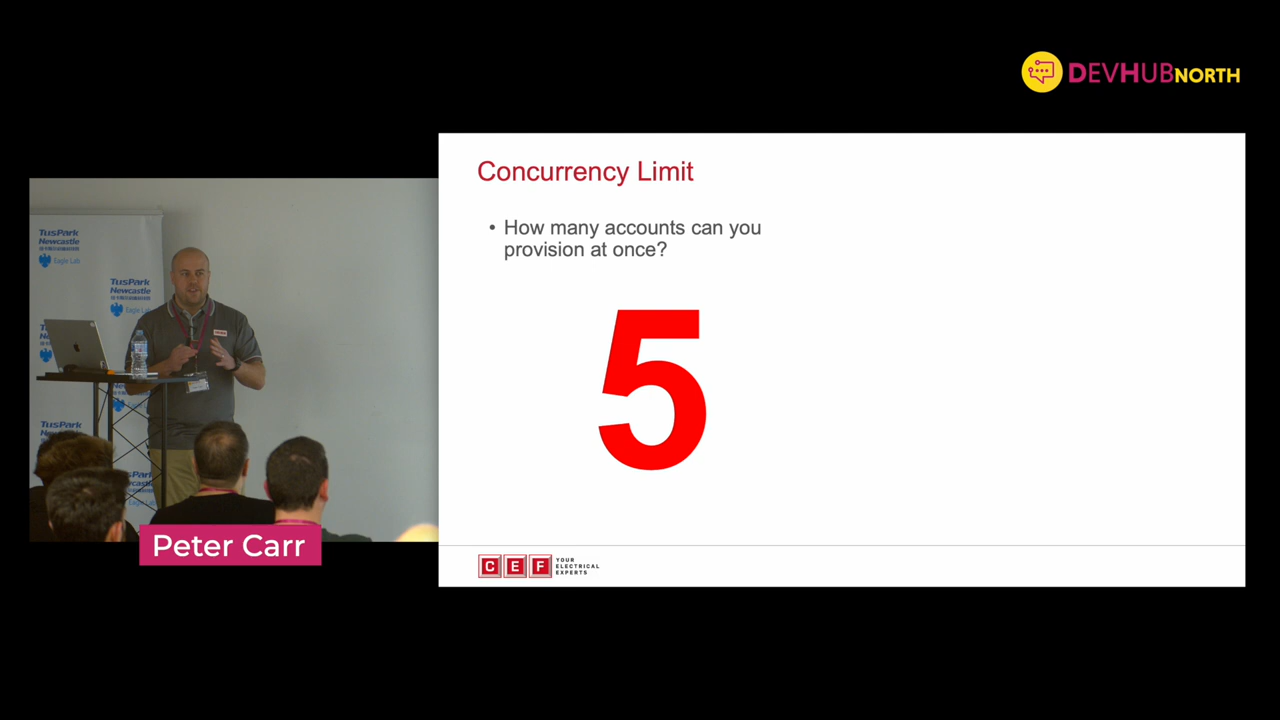 DEVHUBNORTH
Concurrency Limit
• How many accounts can you
provision at once?
5
CEF YOUR
ELECTRICAL
EXPERTS
TusPark
Newcastle
Eagle Lab
TusPark
Newcastle
Eagle Lab
TusPark
Peter Carr